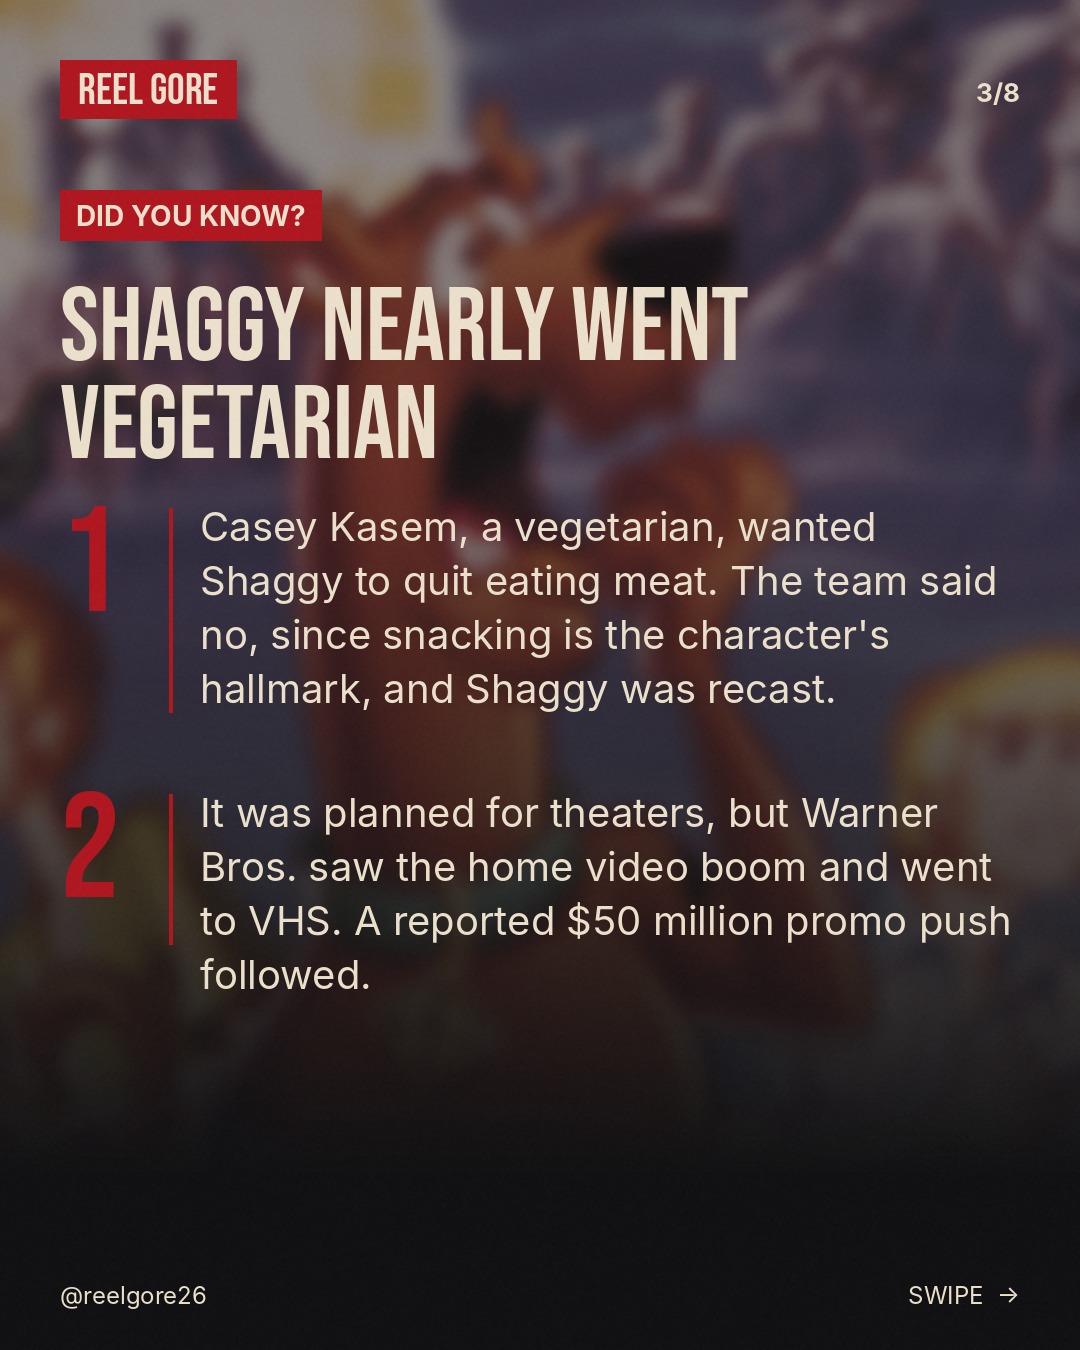 REEL GORE
3/8
DID YOU KNOW?
SHAGGY NEARLY WENT
VEGETARIAN
1
Casey Kasem, a vegetarian, wanted
Shaggy to quit eating meat. The team said
no, since snacking is the character's
hallmark, and Shaggy was recast.
2
It was planned for theaters, but Warner
Bros. saw the home video boom and went
to VHS. A reported $50 million promo push
followed.
@reelgore26
SWIPE →